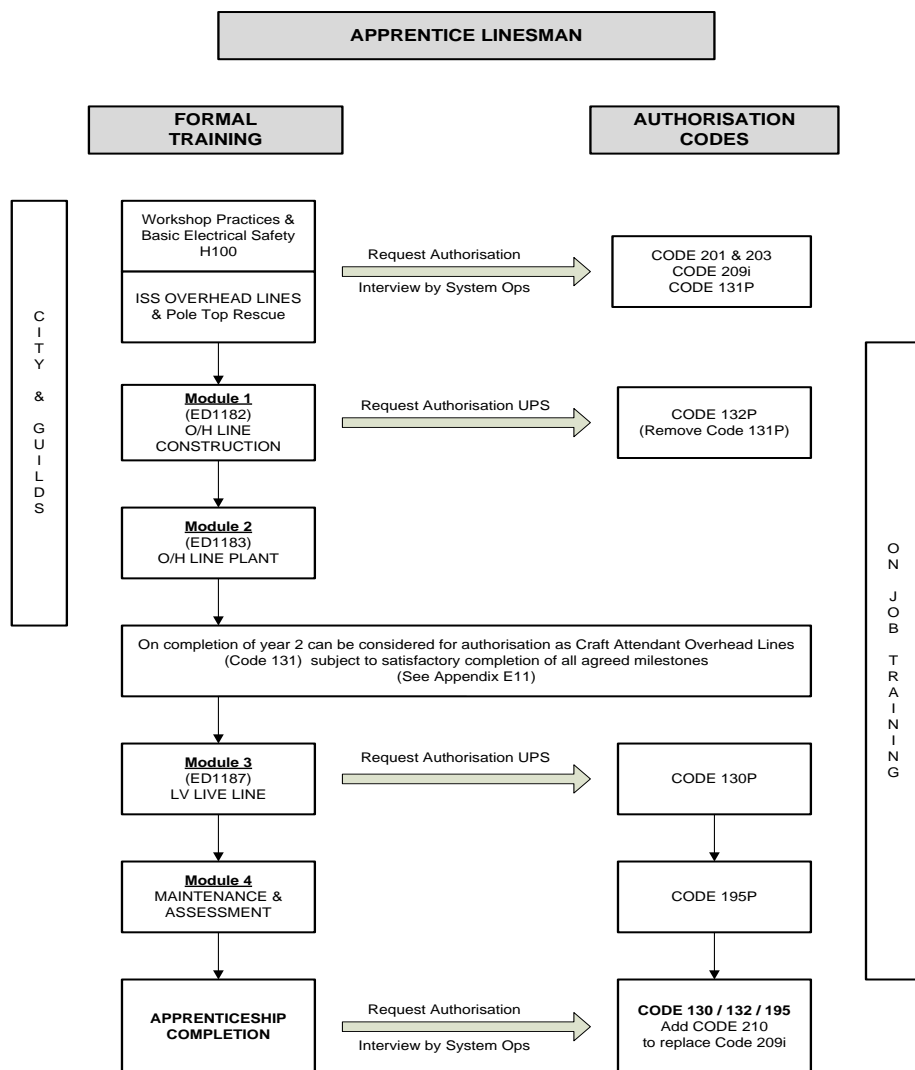 APPRENTICE LINESMAN
FORMAL
TRAINING
AUTHORISATION
CODES
CITY & GUILDS
Workshop Practices &
Basic Electrical Safety
H100
ISS OVERHEAD LINES
& Pole Top Rescue
Request Authorisation
Interview by System Ops
CODE 201 & 203
CODE 209i
CODE 131P
Module 1
(ED1182)
O/H LINE
CONSTRUCTION
Request Authorisation UPS
CODE 132P
(Remove Code 131P)
Module 2
(ED1183)
O/H LINE PLANT
ON JOB TRAINING
On completion of year 2 can be considered for authorisation as Craft Attendant Overhead Lines
(Code 131) subject to satisfactory completion of all agreed milestones
(See Appendix E11)
Module 3
(ED1187)
LV LIVE LINE
Request Authorisation UPS
CODE 130P
Module 4
MAINTENANCE &
ASSESSMENT
CODE 195P
APPRENTICESHIP
COMPLETION
Request Authorisation
Interview by System Ops
CODE 130 / 132 / 195
Add CODE 210
to replace Code 209i